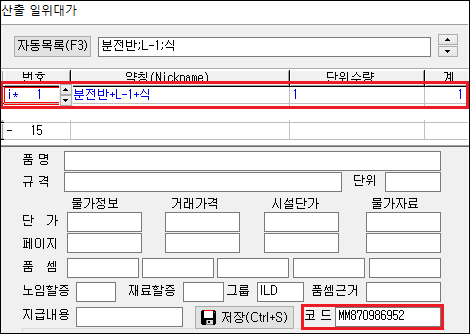 산출 일위대가
자동목록(F3) 분전반;L-1;식
번호 약칭(Nickname) 단위수량 계
i* 1 분전반+L-1+식 1 1
- 15
품 명
규 격 단위
물가정보 거래가격 시설단가 물가자료
단 가
페이지
품 셈
노임할증 재료할증 그룹 ILD 품셈근거
지급내용 저장(Ctrl+S) 코 드 MM870986952